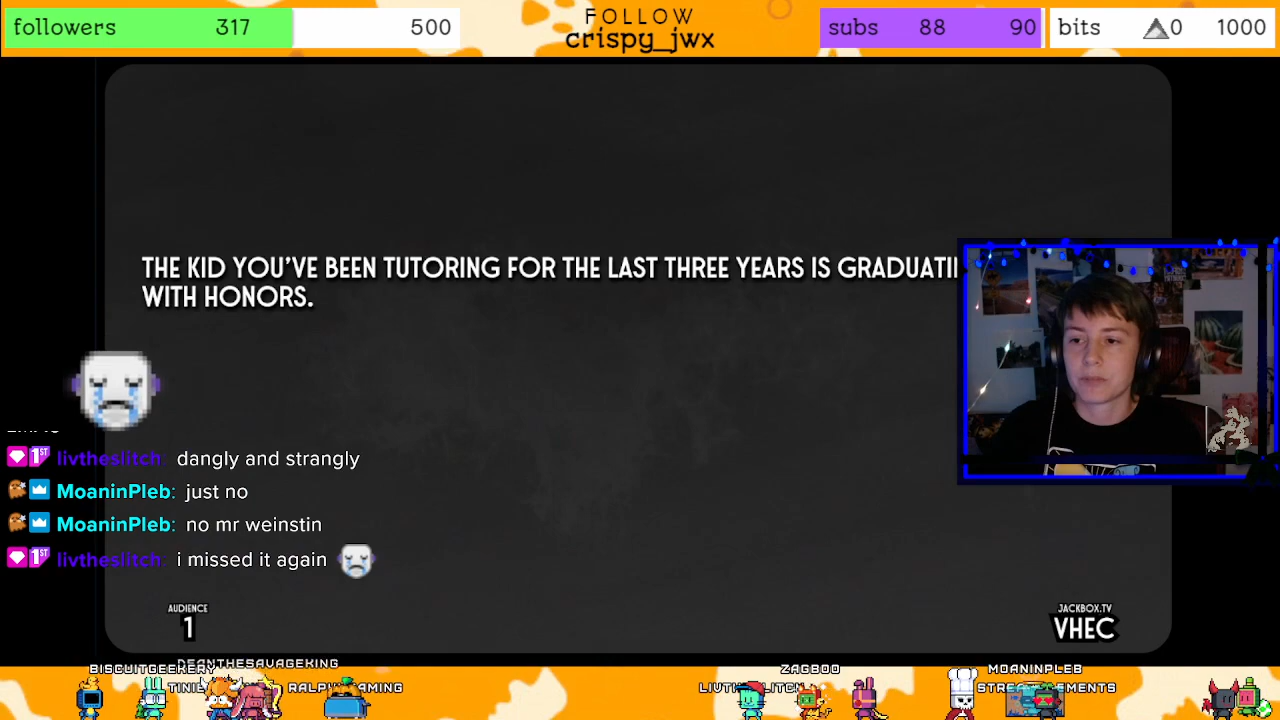 followers 317 500
FOLLOW
crispy_jwx
subs 88 90
bits 0 1000
THE KID YOU'VE BEEN TUTORING FOR THE LAST THREE YEARS IS GRADUATI
WITH HONORS.
livtheslitch: dangly and strangly
MoaninPleb: just no
MoaninPleb: no mr weinstin
livtheslitch: i missed it again
AUDIENCE
1
JACKBOX.TV
VHEC
BISCUITGEEKERY
DEANTHESAVAGEKING
ZAGBOO
MOANINPLEB